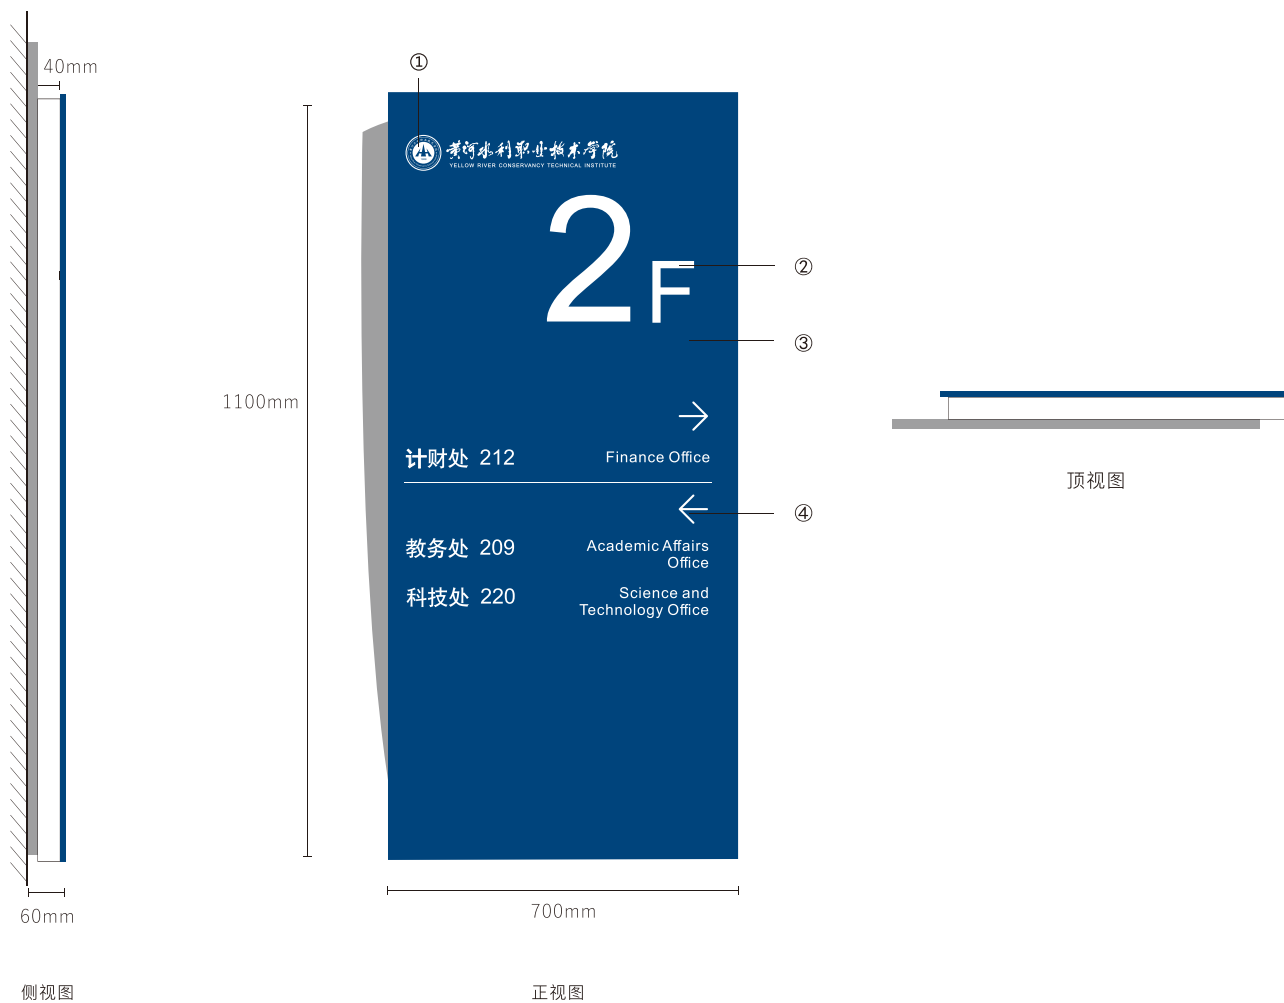 40mm
①
黄河水利职业技术学院
YELLOW RIVER CONSERVANCY TECHNICAL INSTITUTE
2F
②
③
1100mm
计财处 212 Finance Office
④
教务处 209 Academic Affairs
Office
科技处 220 Science and
Technology Office
顶视图
60mm
700mm
侧视图
正视图